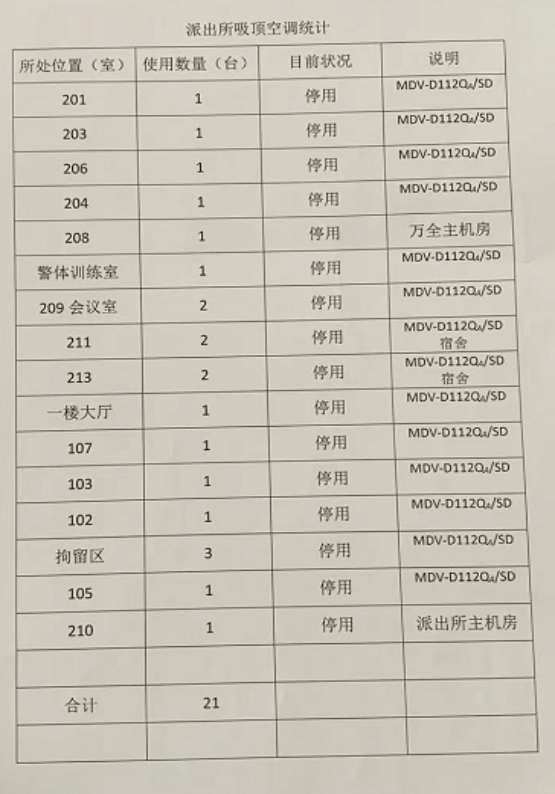 派出所吸顶空调统计
所处位置（室） 使用数量（台） 目前状况 说明
201 1 停用 MDV-D112Q₄/SD
203 1 停用 MDV-D112Q₄/SD
206 1 停用 MDV-D112Q₄/SD
204 1 停用 MDV-D112Q₄/SD
208 1 停用 万全主机房
警体训练室 1 停用 MDV-D112Q₄/SD
209 会议室 2 停用 MDV-D112Q₄/SD
211 2 停用 MDV-D112Q₄/SD
宿舍
213 2 停用 MDV-D112Q₄/SD
宿舍
一楼大厅 1 停用 MDV-D112Q₄/SD
107 1 停用 MDV-D112Q₄/SD
103 1 停用 MDV-D112Q₄/SD
102 1 停用 MDV-D112Q₄/SD
拘留区 3 停用 MDV-D112Q₄/SD
105 1 停用 MDV-D112Q₄/SD
210 1 停用 派出所主机房
合计 21